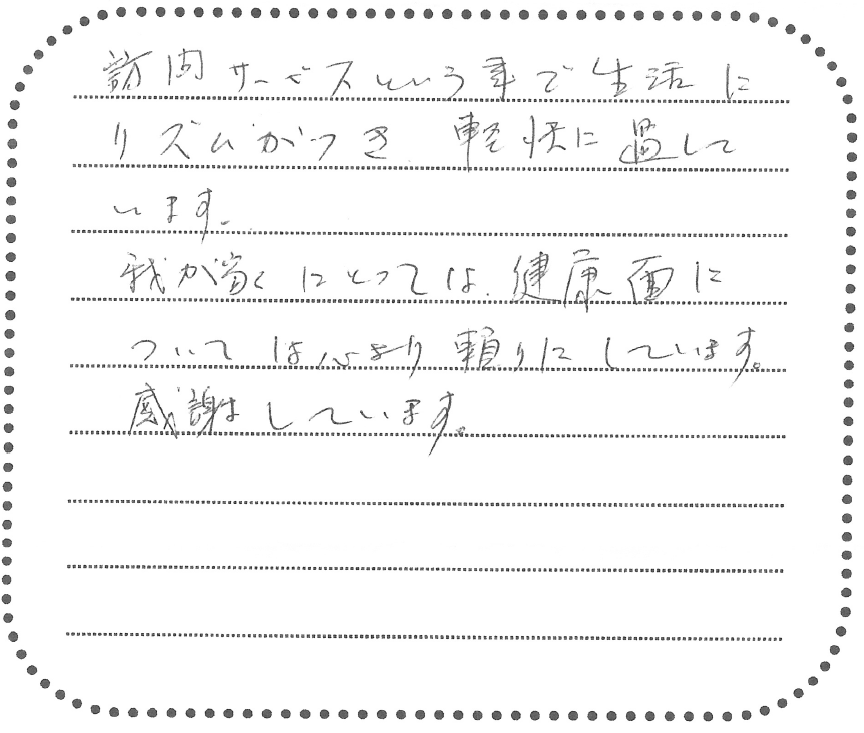 訪問サービスという事で生活に
リズムがつき 軽快に過して
います。
我が家にとっては、健康面に
ついては心より頼りにしています。
感謝はしています。